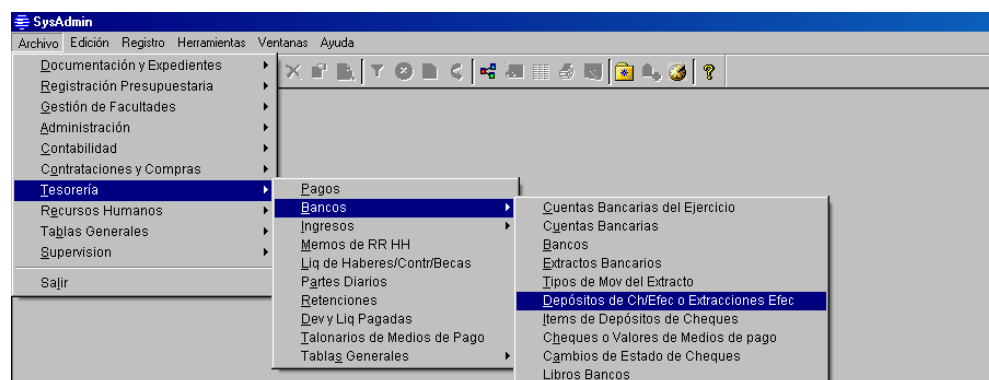 SysAdmin
Archivo Edición Registro Herramientas Ventanas Ayuda
Documentación y Expedientes
Registración Presupuestaria
Gestión de Facultades
Administración
Contabilidad
Contrataciones y Compras
Tesorería
Recursos Humanos
Tablas Generales
Supervision
Salir
Pagos
Bancos
Ingresos
Memos de RR HH
Liq de Haberes/Contr/Becas
Partes Diarios
Retenciones
Dev y Liq Pagadas
Talonarios de Medios de Pago
Tablas Generales
Cuentas Bancarias del Ejercicio
Cuentas Bancarias
Bancos
Extractos Bancarios
Tipos de Mov del Extracto
Depósitos de Ch/Efec o Extracciones Efec
Items de Depósitos de Cheques
Cheques o Valores de Medios de pago
Cambios de Estado de Cheques
Libros Bancos